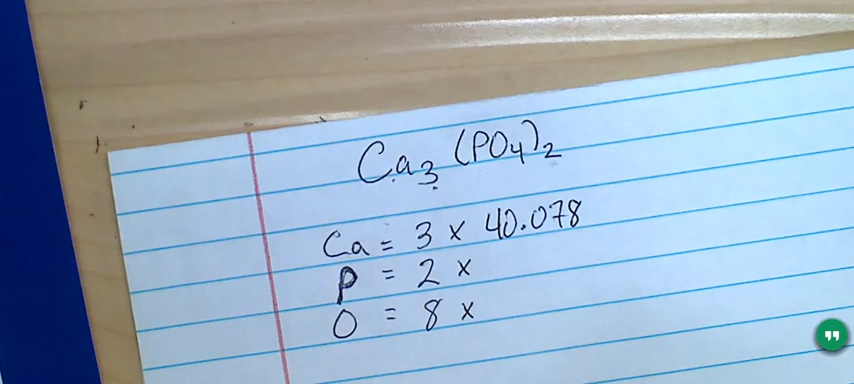 Ca₃(PO₄)₂
Ca = 3 x 40.078
P = 2 x
O = 8 x